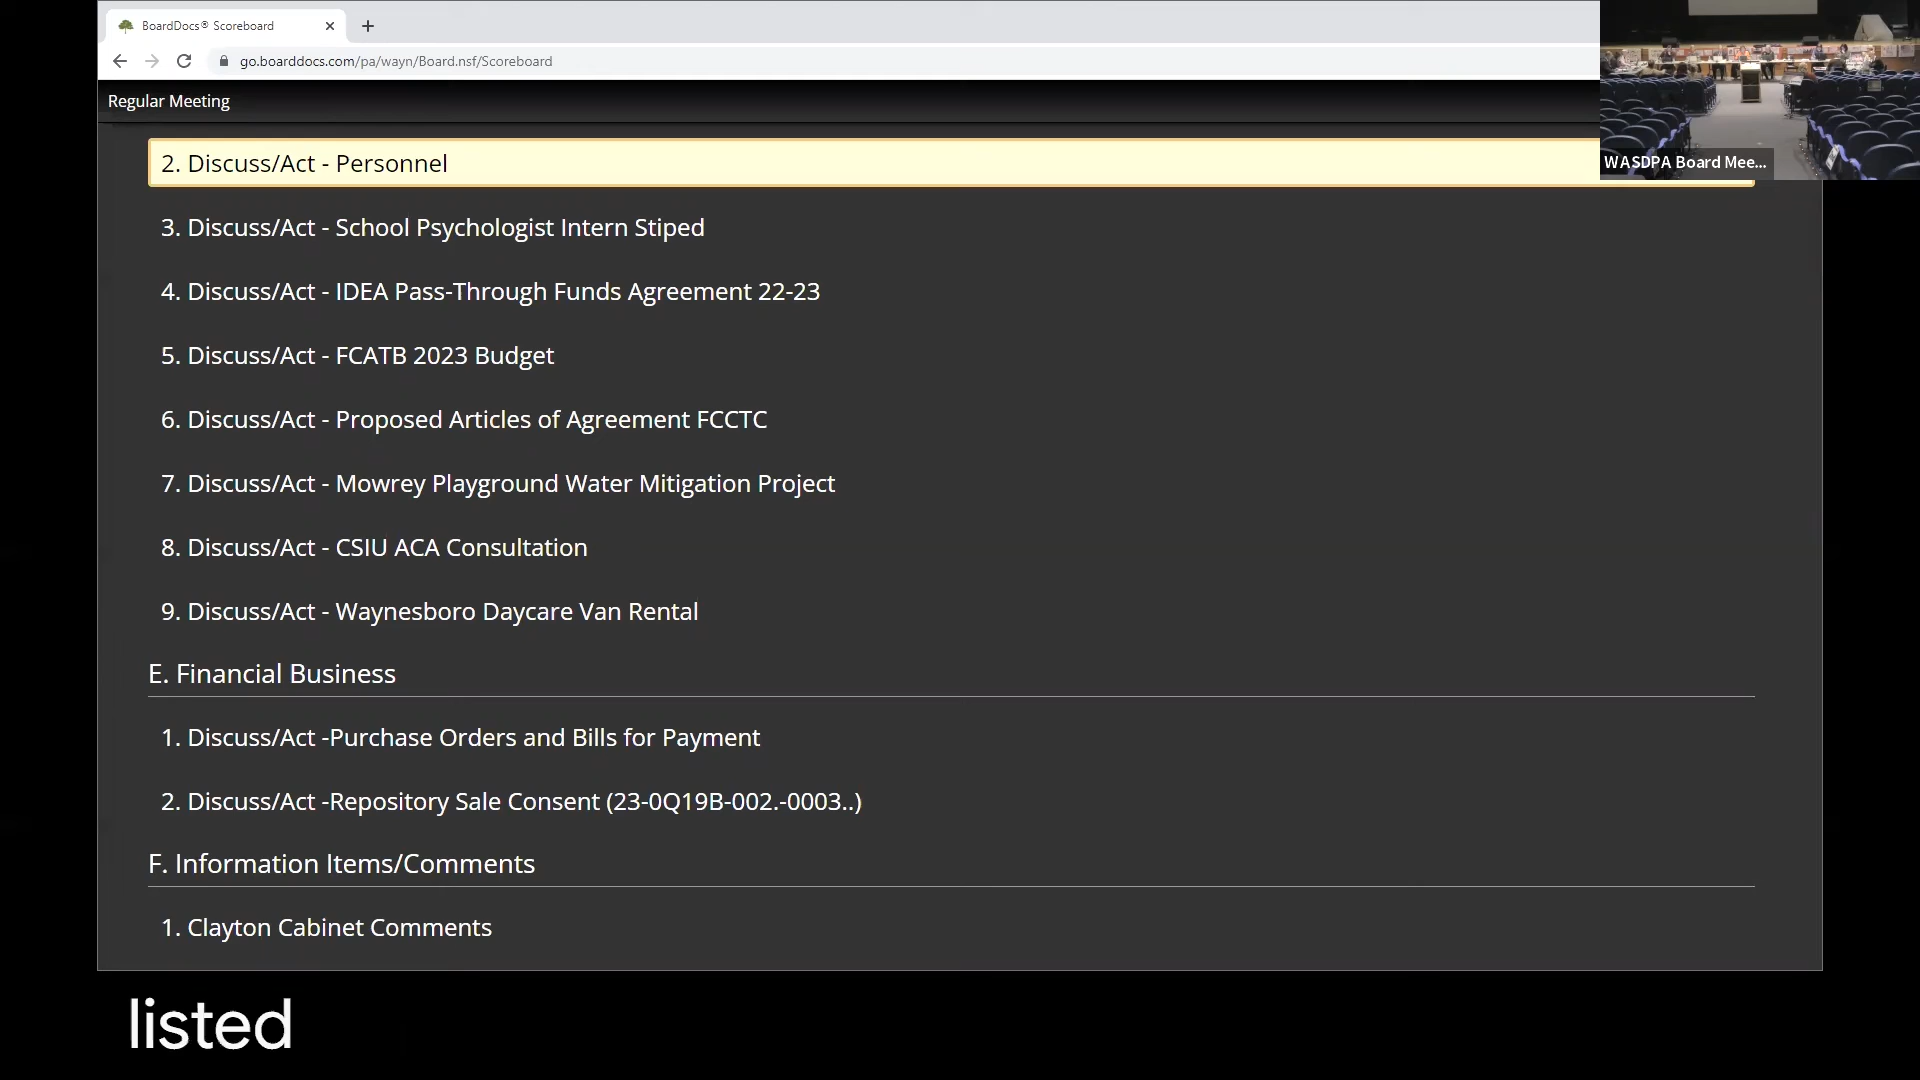 BoardDocs® Scoreboard
go.boarddocs.com/pa/wayn/Board.nsf/Scoreboard
Regular Meeting
WASDPA Board Mee...
2. Discuss/Act - Personnel
3. Discuss/Act - School Psychologist Intern Stiped
4. Discuss/Act - IDEA Pass-Through Funds Agreement 22-23
5. Discuss/Act - FCATB 2023 Budget
6. Discuss/Act - Proposed Articles of Agreement FCCTC
7. Discuss/Act - Mowrey Playground Water Mitigation Project
8. Discuss/Act - CSIU ACA Consultation
9. Discuss/Act - Waynesboro Daycare Van Rental
E. Financial Business
1. Discuss/Act -Purchase Orders and Bills for Payment
2. Discuss/Act -Repository Sale Consent (23-0Q19B-002.-0003..)
F. Information Items/Comments
1. Clayton Cabinet Comments
listed